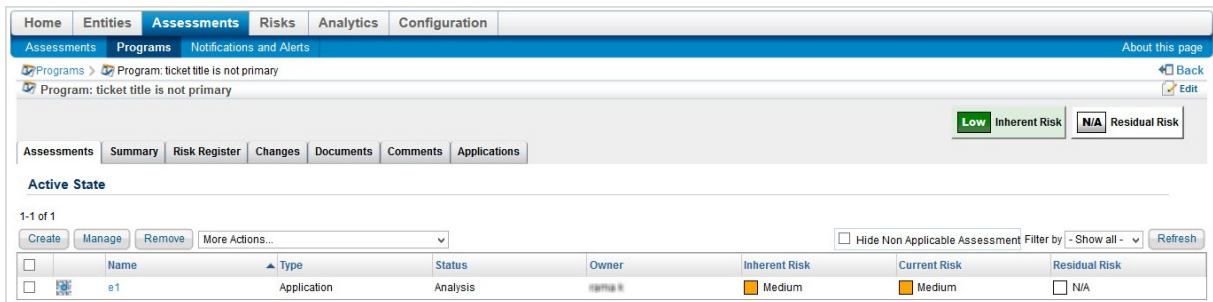 Home Entities Assessments Risks Analytics Configuration
Assessments Programs Notifications and Alerts About this page
Programs > Program: ticket title is not primary Back
Program: ticket title is not primary Edit
Low Inherent Risk N/A Residual Risk
Assessments Summary Risk Register Changes Documents Comments Applications
Active State
1-1 of 1
Create Manage Remove More Actions... Hide Non Applicable Assessment Filter by - Show all - Refresh
Name Type Status Owner Inherent Risk Current Risk Residual Risk
e1 Application Analysis Medium Medium N/A